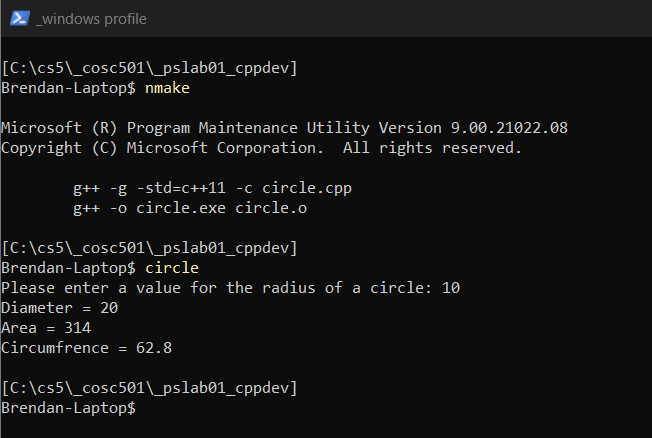 _windows profile
[C:\cs5\_cosc501\_pslab01_cppdev]
Brendan-Laptop$ nmake
Microsoft (R) Program Maintenance Utility Version 9.00.21022.08
Copyright (C) Microsoft Corporation.  All rights reserved.
g++ -g -std=c++11 -c circle.cpp
g++ -o circle.exe circle.o
[C:\cs5\_cosc501\_pslab01_cppdev]
Brendan-Laptop$ circle
Please enter a value for the radius of a circle: 10
Diameter = 20
Area = 314
Circumfrence = 62.8
[C:\cs5\_cosc501\_pslab01_cppdev]
Brendan-Laptop$